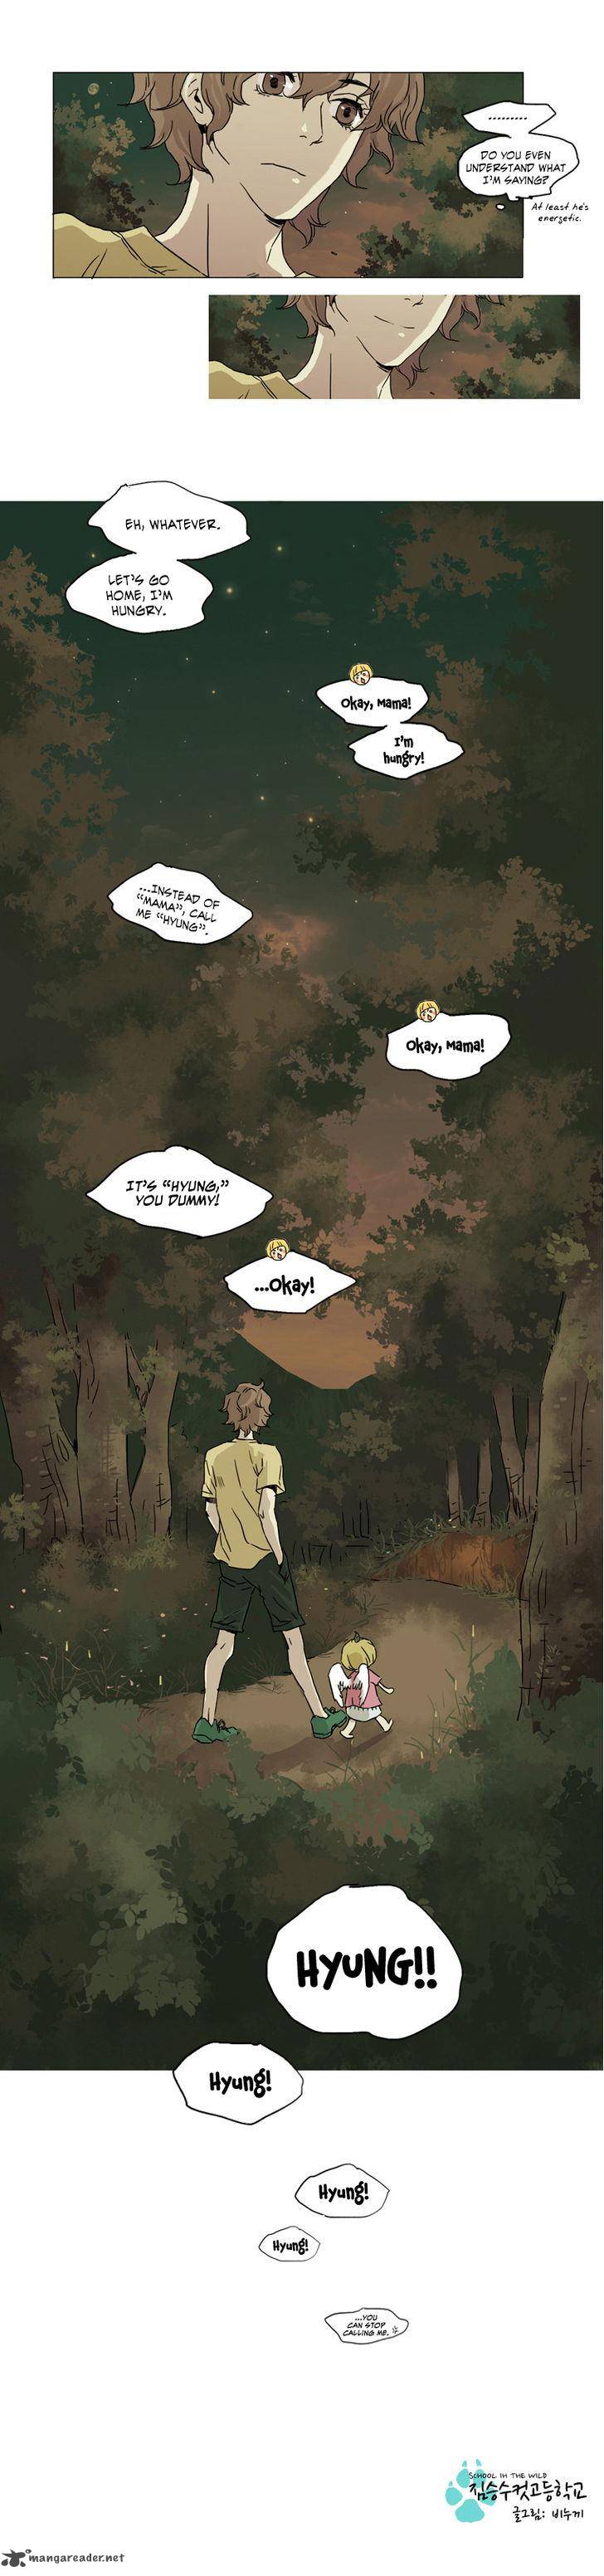 .........
DO YOU EVEN
UNDERSTAND WHAT
I'M SAYING?
At least he's
energetic.
EH, WHATEVER.
LET'S GO
HOME, I'M
HUNGRY.
Okay, Mama!
I'm
hungry!
...INSTEAD OF
"MAMA", CALL
ME "HYUNG".
Okay, Mama!
IT'S "HYUNG,"
YOU DUMMY!
...Okay!
HYUNG!!
Hyung!
Hyung!
Hyung!
...YOU
CAN STOP
CALLING ME.
SCHOOL IN THE WILD
짐승수컷고등학교
글그림: 비누끼
mangareader.net